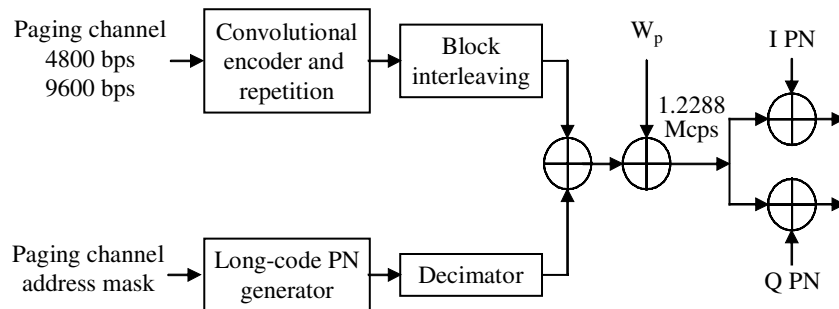 Paging channel
4800 bps
9600 bps
Convolutional
encoder and
repetition
Block
interleaving
Wp
1.2288
Mcps
I PN
Paging channel
address mask
Long-code PN
generator
Decimator
Q PN